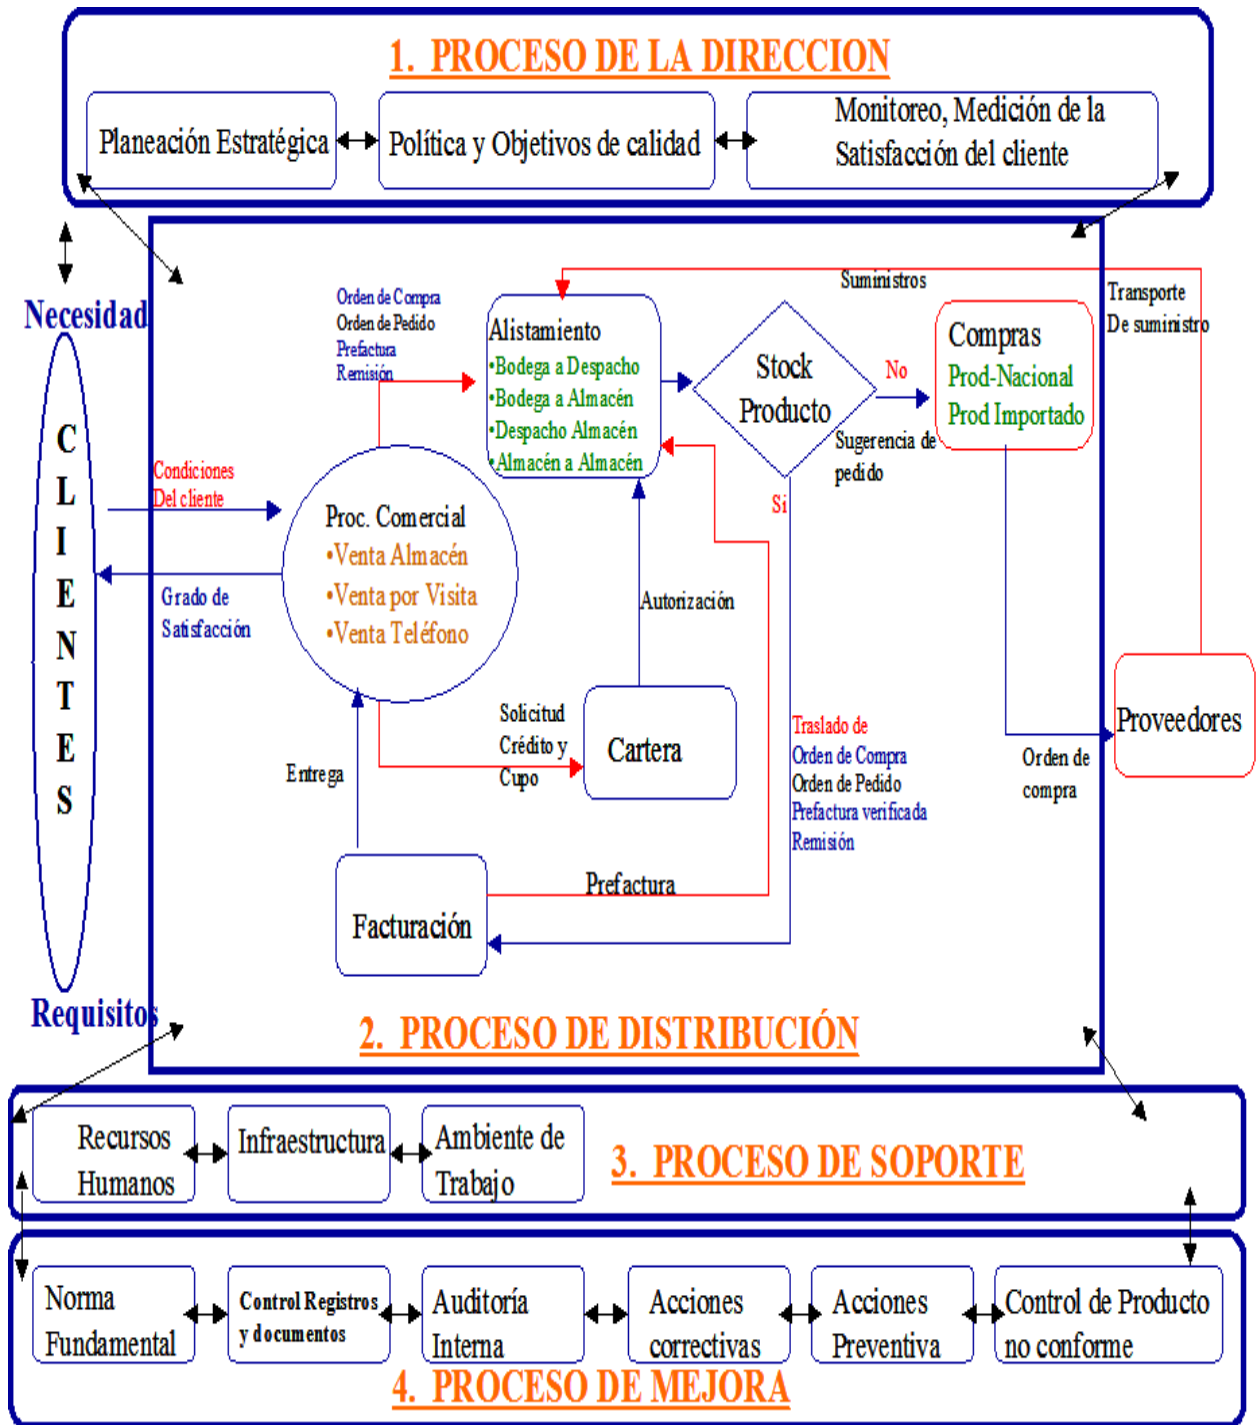 1. PROCESO DE LA DIRECCION
Planeación Estratégica
Política y Objetivos de calidad
Monitoreo, Medición de la
Satisfacción del cliente
Necesidad
CLIENTES
Requisitos
Condiciones
Del cliente
Grado de
Satisfacción
Orden de Compra
Orden de Pedido
Prefactura
Remisión
Proc. Comercial
•Venta Almacén
•Venta por Visita
•Venta Teléfono
Alistamiento
•Bodega a Despacho
•Bodega a Almacén
•Despacho Almacén
•Almacén a Almacén
Stock
Producto
No
Si
Sugerencia de
pedido
Suministros
Compras
Prod-Nacional
Prod Importado
Transporte
De suministro
Autorización
Solicitud
Crédito y
Cupo
Cartera
Entrega
Traslado de
Orden de Compra
Orden de Pedido
Prefactura verificada
Remisión
Orden de
compra
Proveedores
Prefactura
Facturación
2. PROCESO DE DISTRIBUCIÓN
Recursos
Humanos
Infraestructura
Ambiente de
Trabajo
3. PROCESO DE SOPORTE
Norma
Fundamental
Control Registros
y documentos
Auditoría
Interna
Acciones
correctivas
Acciones
Preventiva
Control de Producto
no conforme
4. PROCESO DE MEJORA